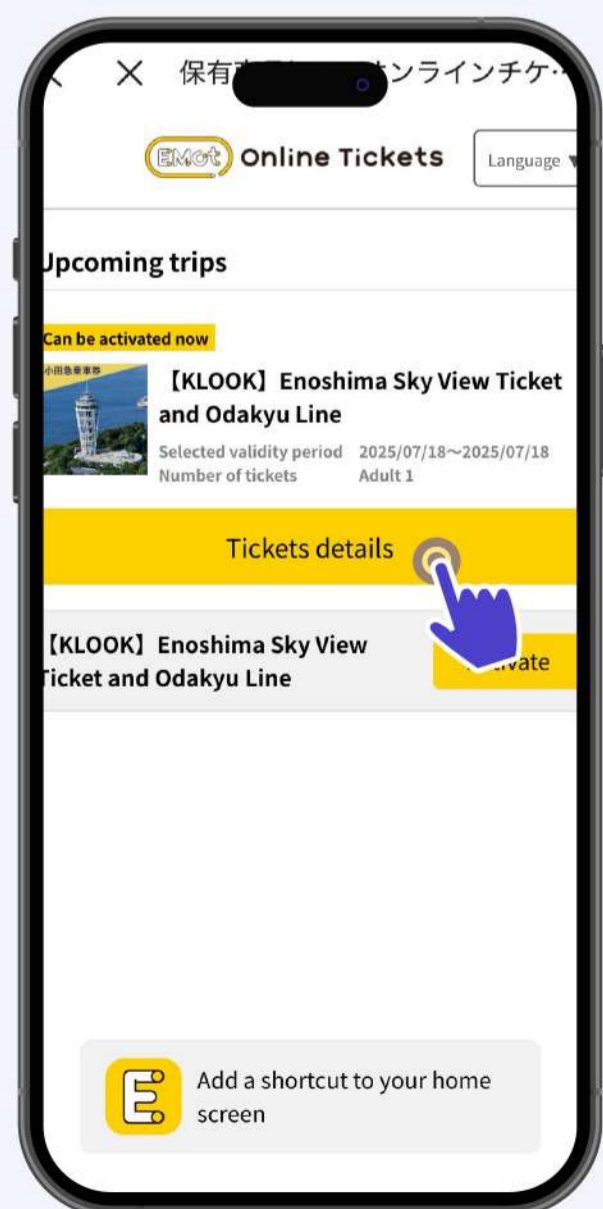 保有 ンラインチケ…
EMot Online Tickets
Language ▼
Upcoming trips
Can be activated now
小田急乗車券
【KLOOK】Enoshima Sky View Ticket
and Odakyu Line
Selected validity period 2025/07/18~2025/07/18
Number of tickets Adult 1
Tickets details
【KLOOK】Enoshima Sky View
Ticket and Odakyu Line
Activate
E
Add a shortcut to your home
screen